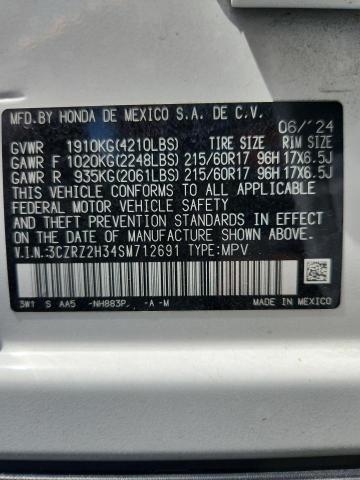 MFD.BY HONDA DE MEXICO S.A. DE C.V.
06/'24
GVWR 1910KG(4210LBS) TIRE SIZE RIM SIZE
GAWR F 1020KG(2248LBS) 215/60R17 96H 17X6.5J
GAWR R 935KG(2061LBS) 215/60R17 96H 17X6.5J
THIS VEHICLE CONFORMS TO ALL APPLICABLE
FEDERAL MOTOR VEHICLE SAFETY
AND THEFT PREVENTION STANDARDS IN EFFECT
ON THE DATE OF MANUFACTURE SHOWN ABOVE.
V.I.N.:3CZRZ2H34SM712691 TYPE:MPV
3W1 S AA5 -NH883P, -A -M
MADE IN MEXICO